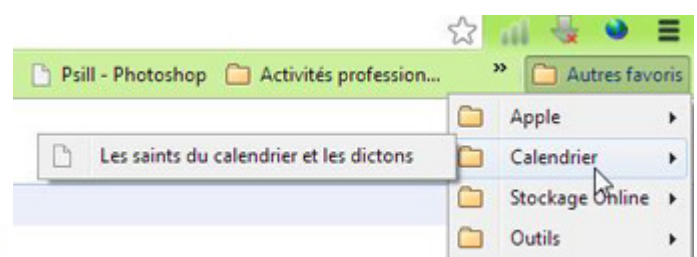 Psill - Photoshop Activités profession... » Autres favoris
Apple
Les saints du calendrier et les dictons Calendrier
Stockage Online
Outils